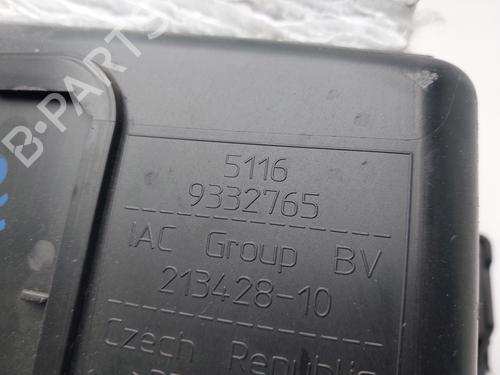 B-PARTS
5116
9332765
IAC Group BV
213428-10
Czech Republic